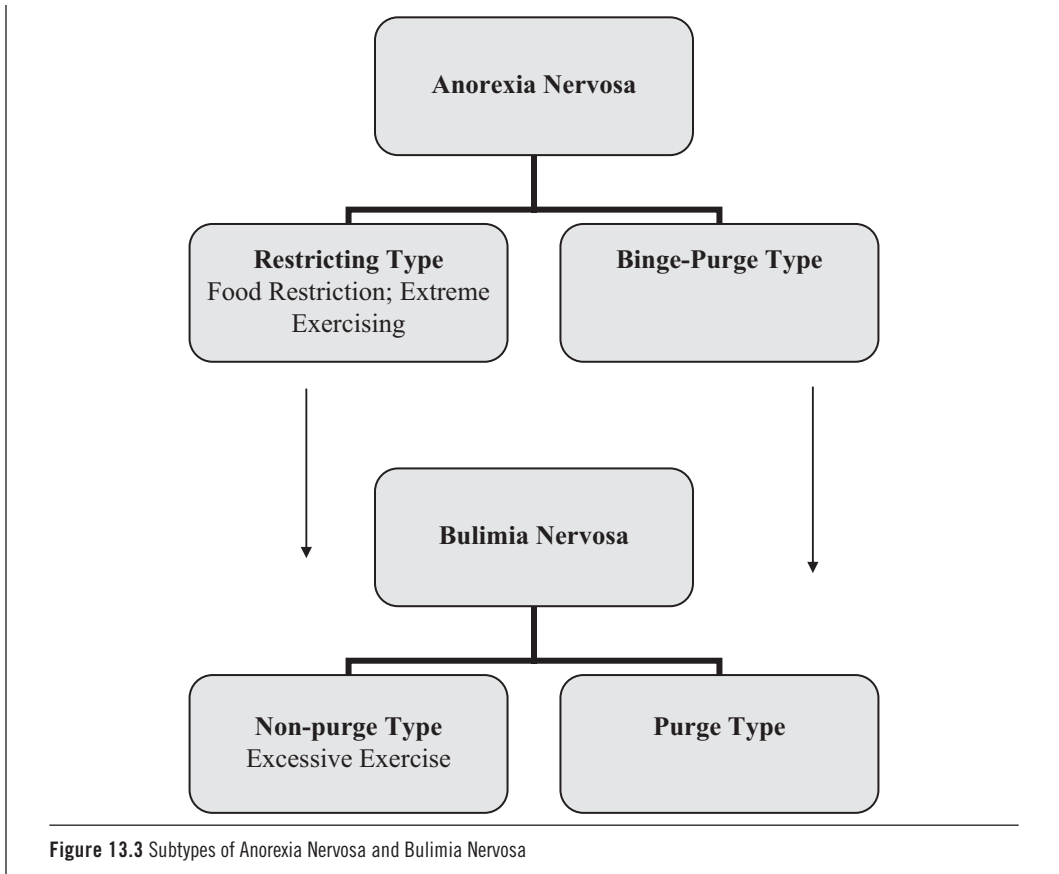 Anorexia Nervosa
Restricting Type
Food Restriction; Extreme
Exercising
Binge-Purge Type
Bulimia Nervosa
Non-purge Type
Excessive Exercise
Purge Type
Figure 13.3 Subtypes of Anorexia Nervosa and Bulimia Nervosa